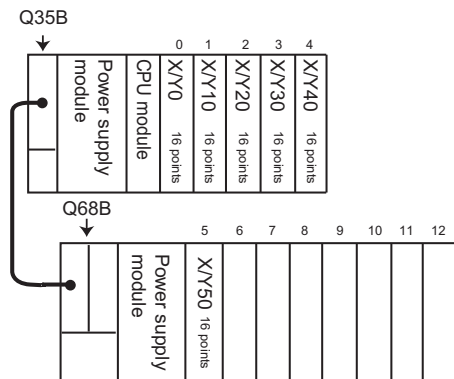 Q35B
0 1 2 3 4
Power supply module
CPU module
X/Y0 16 points
X/Y10 16 points
X/Y20 16 points
X/Y30 16 points
X/Y40 16 points
Q68B
5 6 7 8 9 10 11 12
Power supply module
X/Y50 16 points